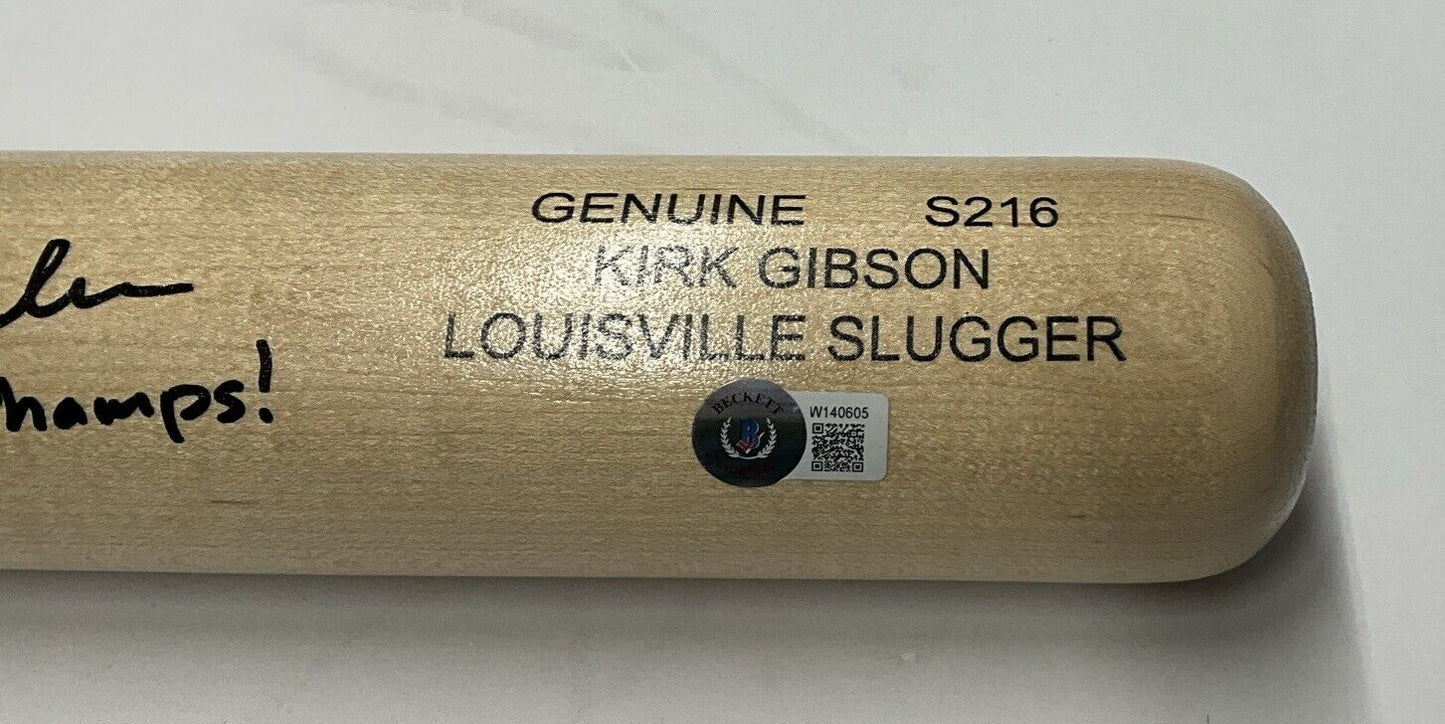 GENUINE S216
KIRK GIBSON
LOUISVILLE SLUGGER
hamps!
BECKETT
B
W140605